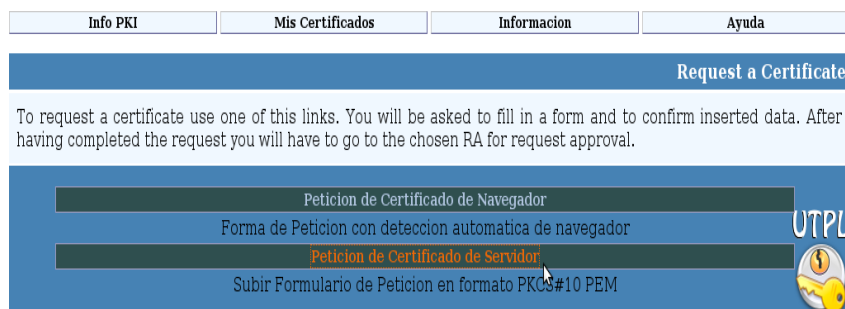 Info PKI
Mis Certificados
Informacion
Ayuda
Request a Certificate
To request a certificate use one of this links. You will be asked to fill in a form and to confirm inserted data. After
having completed the request you will have to go to the chosen RA for request approval.
Peticion de Certificado de Navegador
Forma de Peticion con deteccion automatica de navegador
Peticion de Certificado de Servidor
Subir Formulario de Peticion en formato PKCS#10 PEM
UTPL